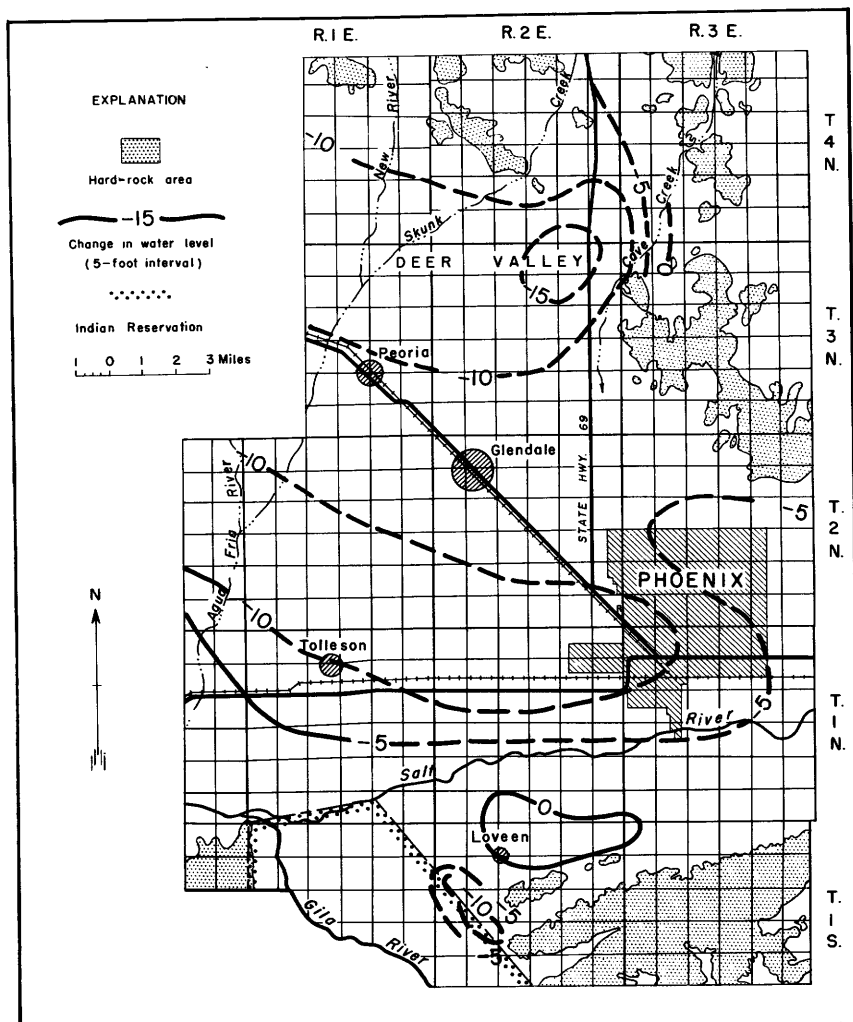 R. 1 E.
R. 2 E.
R. 3 E.
EXPLANATION
Hard-rock area
-15
Change in water level
(5-foot interval)
Indian Reservation
1 0 1 2 3 Miles
T. 4 N.
T. 3 N.
T. 2 N.
T. 1 N.
T. 1 S.
New River
Skunk Creek
Cave Creek
-10
-5
0
DEER VALLEY
-15
-10
Peoria
Glendale
STATE HWY. 69
Agua Fria River
-10
-5
PHOENIX
-10
Tolleson
N
-5
-5
Salt River
0
Loveen
-10
-5
-5
Gila River